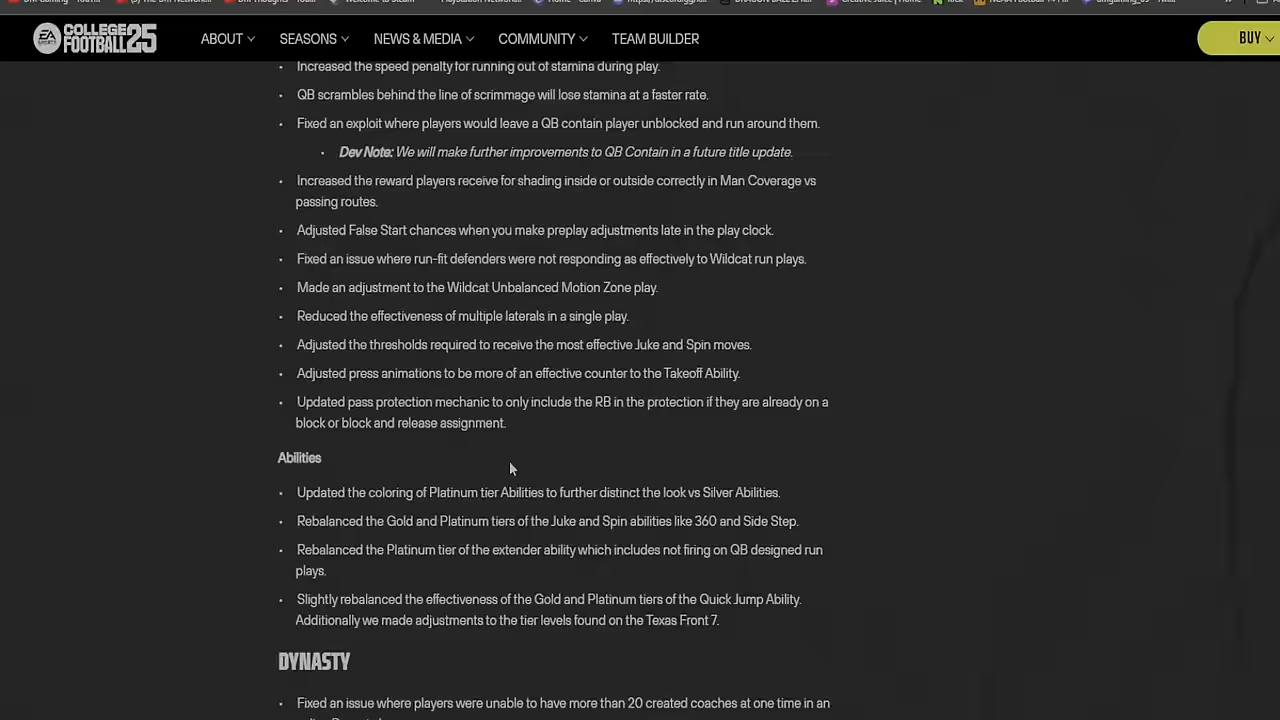 Welcome to Steam
EA SPORTS COLLEGE FOOTBALL 25
ABOUT SEASONS NEWS & MEDIA COMMUNITY TEAM BUILDER BUY
• Increased the speed penalty for running out of stamina during play.
• QB scrambles behind the line of scrimmage will lose stamina at a faster rate.
• Fixed an exploit where players would leave a QB contain player unblocked and run around them.
• Dev Note: We will make further improvements to QB Contain in a future title update.
• Increased the reward players receive for shading inside or outside correctly in Man Coverage vs
passing routes.
• Adjusted False Start chances when you make preplay adjustments late in the play clock.
• Fixed an issue where run-fit defenders were not responding as effectively to Wildcat run plays.
• Made an adjustment to the Wildcat Unbalanced Motion Zone play.
• Reduced the effectiveness of multiple laterals in a single play.
• Adjusted the thresholds required to receive the most effective Juke and Spin moves.
• Adjusted press animations to be more of an effective counter to the Takeoff Ability.
• Updated pass protection mechanic to only include the RB in the protection if they are already on a
block or block and release assignment.
Abilities
• Updated the coloring of Platinum tier Abilities to further distinct the look vs Silver Abilities.
• Rebalanced the Gold and Platinum tiers of the Juke and Spin abilities like 360 and Side Step.
• Rebalanced the Platinum tier of the extender ability which includes not firing on QB designed run
plays.
• Slightly rebalanced the effectiveness of the Gold and Platinum tiers of the Quick Jump Ability.
Additionally we made adjustments to the tier levels found on the Texas Front 7.
DYNASTY
• Fixed an issue where players were unable to have more than 20 created coaches at one time in an